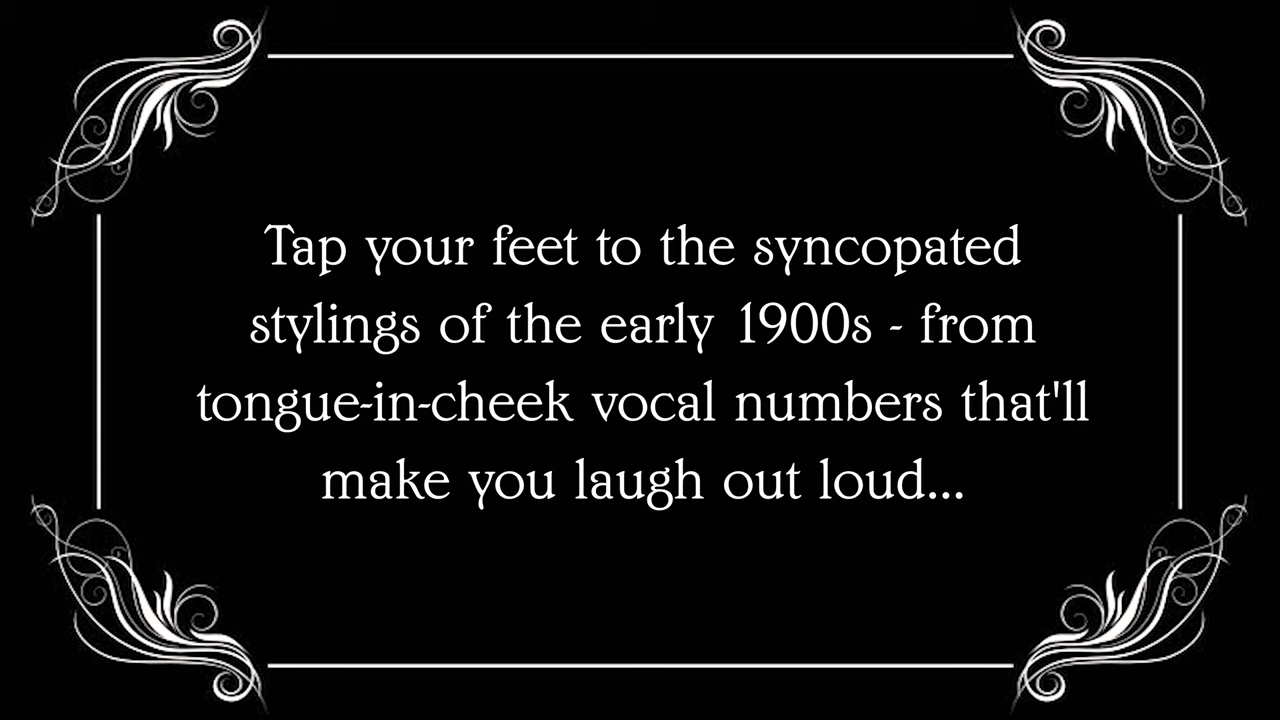 Tap your feet to the syncopated
stylings of the early 1900s - from
tongue-in-cheek vocal numbers that'll
make you laugh out loud...